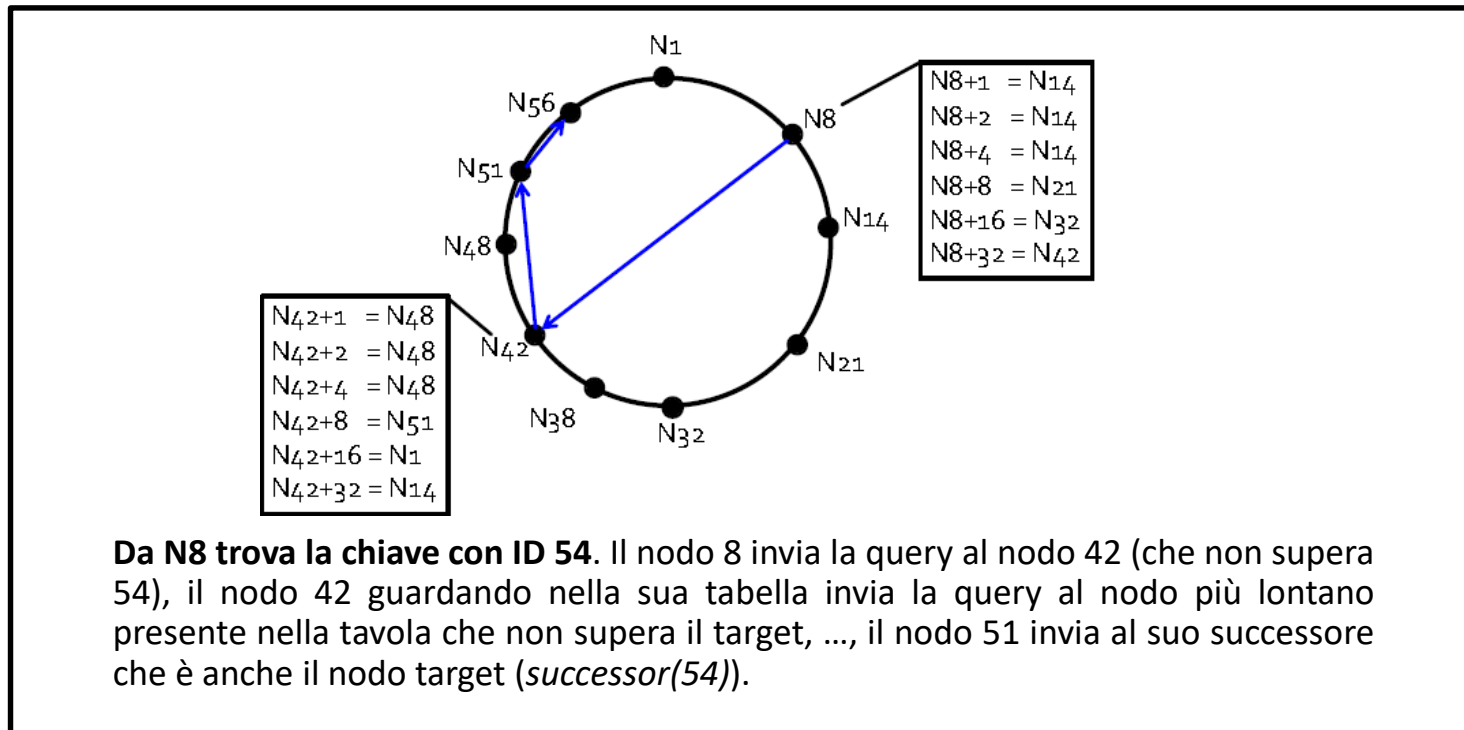 N1
N56
N8
N51
N14
N48
N42
N21
N38
N32
N8+1 = N14
N8+2 = N14
N8+4 = N14
N8+8 = N21
N8+16 = N32
N8+32 = N42
N42+1 = N48
N42+2 = N48
N42+4 = N48
N42+8 = N51
N42+16 = N1
N42+32 = N14
Da N8 trova la chiave con ID 54. Il nodo 8 invia la query al nodo 42 (che non supera
54), il nodo 42 guardando nella sua tabella invia la query al nodo più lontano
presente nella tavola che non supera il target, …, il nodo 51 invia al suo successore
che è anche il nodo target (successor(54)).